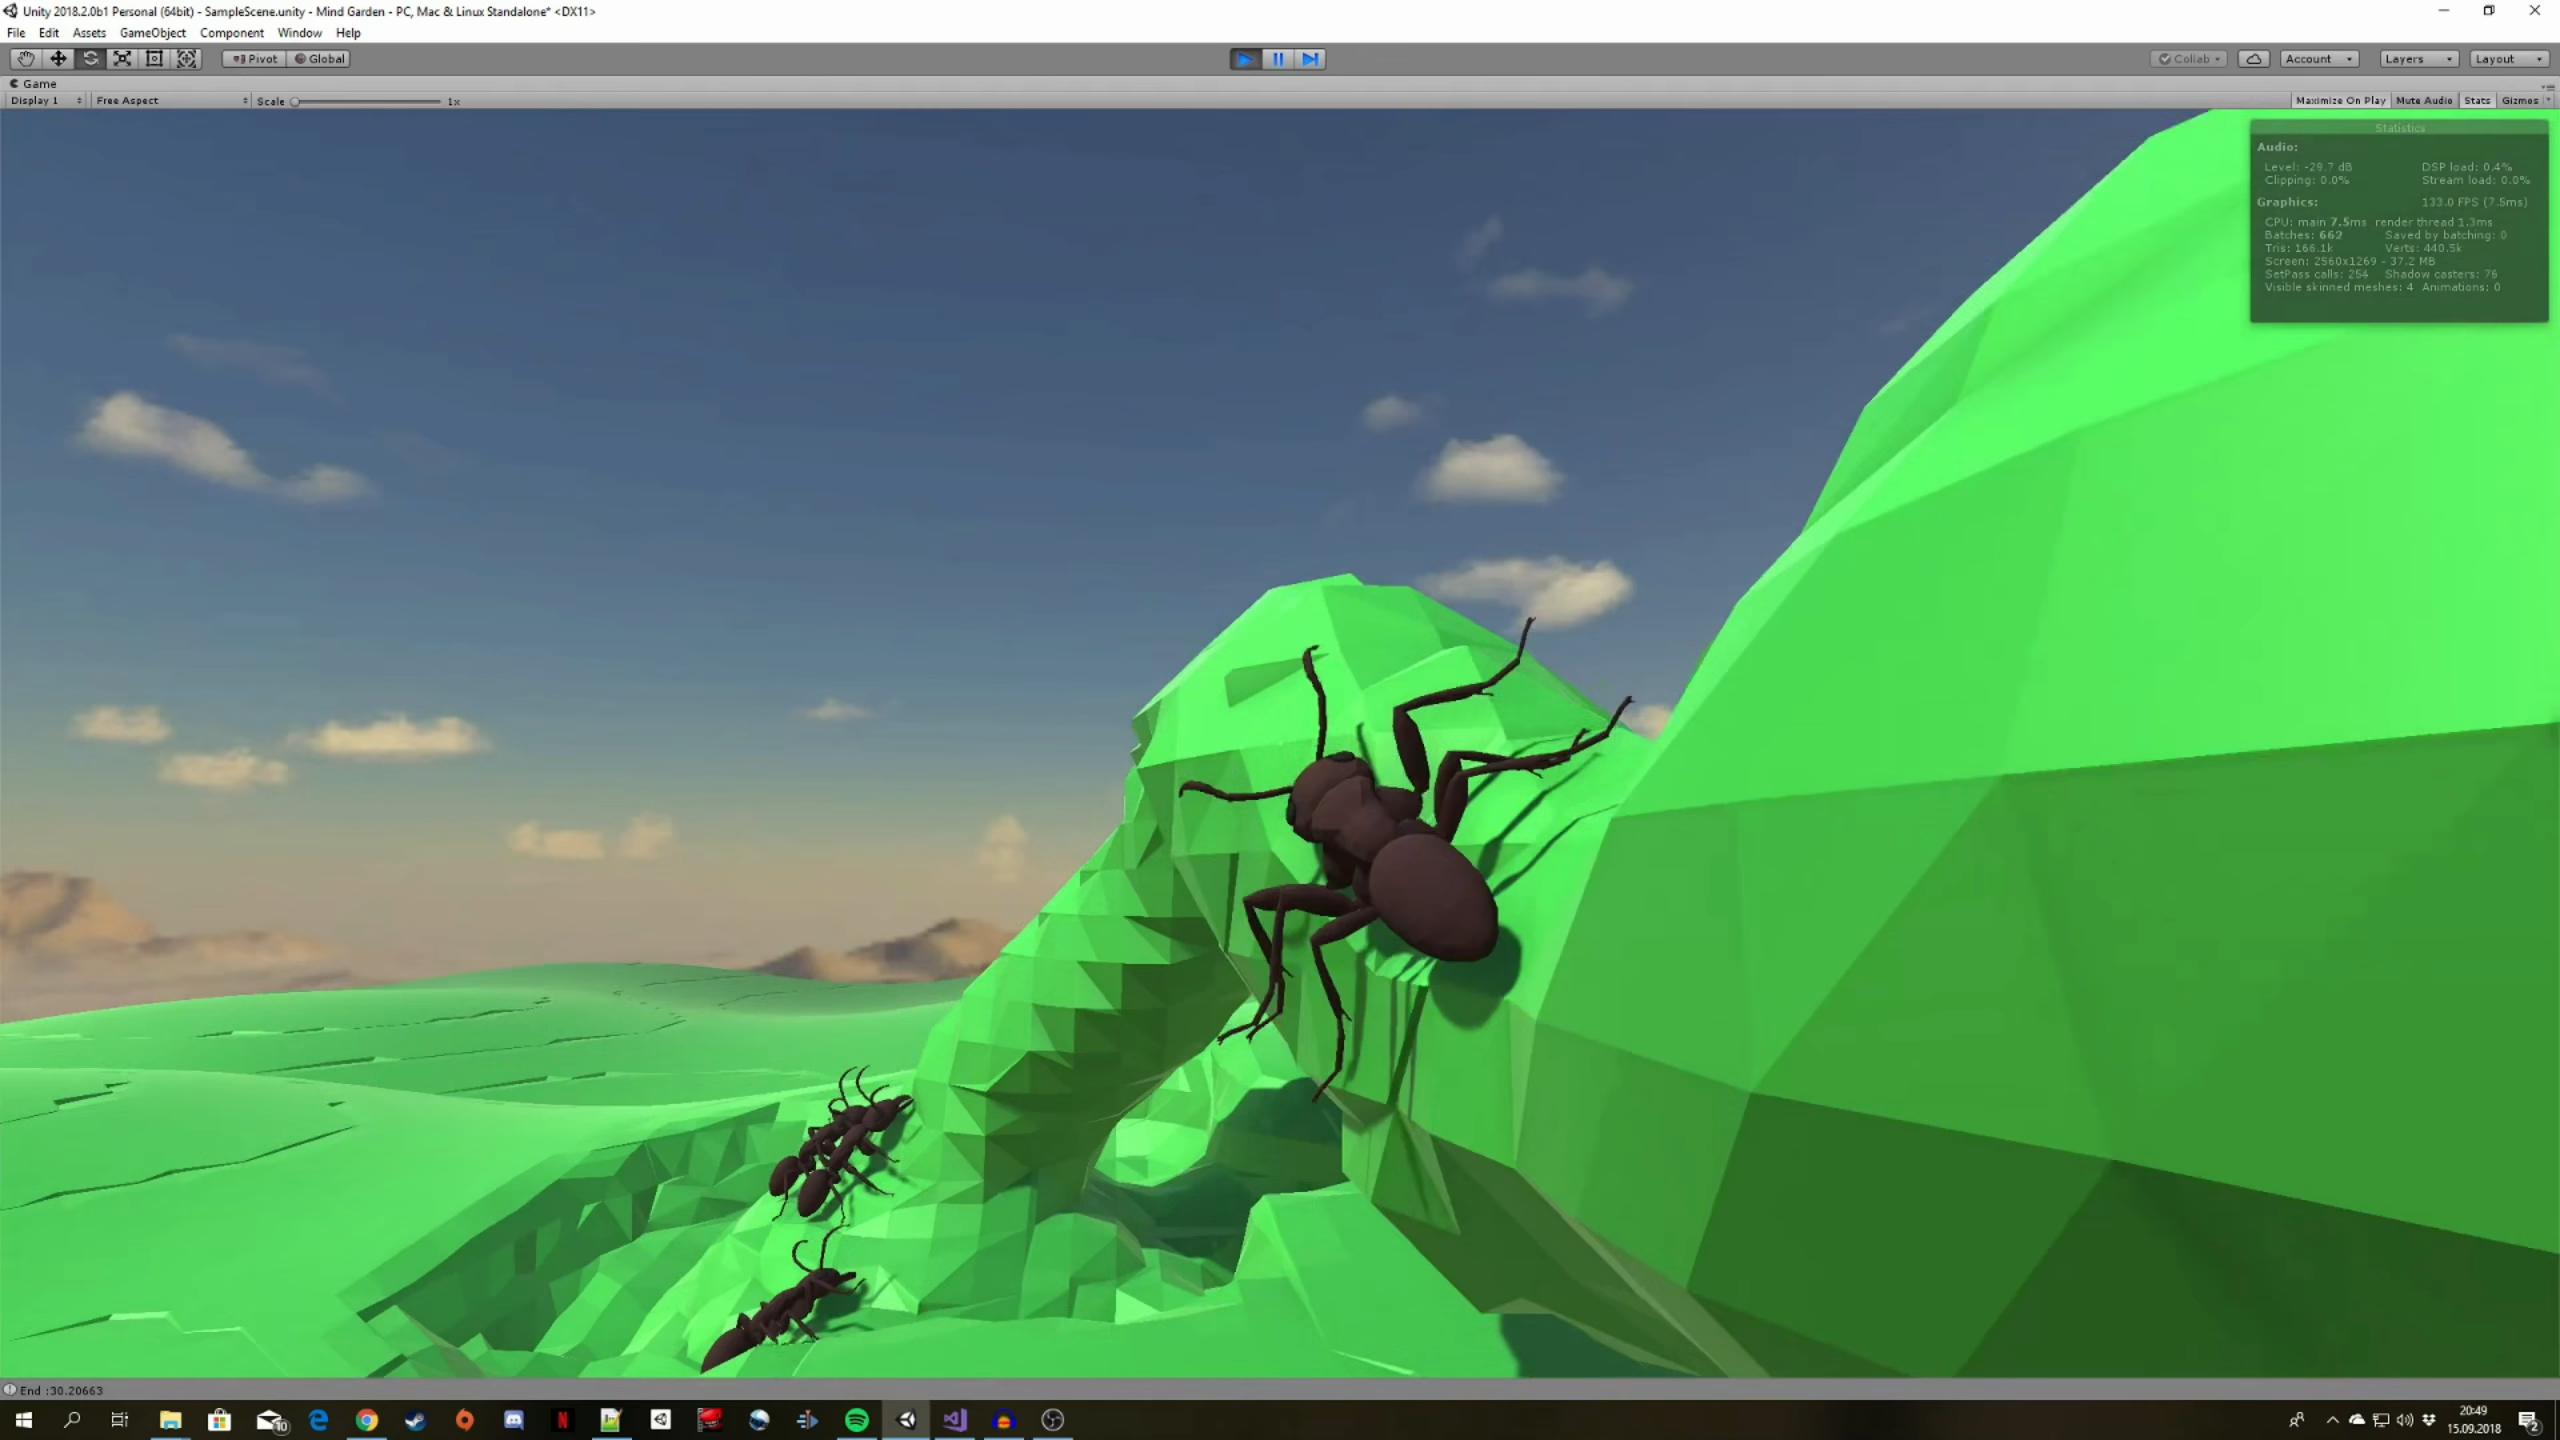 Unity 2018.2.0b1 Personal (64bit) - SampleScene.unity - Mind Garden - PC, Mac & Linux Standalone* <DX11>
File Edit Assets GameObject Component Window Help
Pivot Global Collab Account Layers Layout
Game
Display 1 Free Aspect Scale 1x Maximize On Play Mute Audio Stats Gizmos
Statistics
Audio:
Level: -29.7 dB DSP load: 0.4%
Clipping: 0.0% Stream load: 0.0%
Graphics: 133.0 FPS (7.5ms)
CPU: main 7.5ms render thread 1.3ms
Batches: 662 Saved by batching: 0
Tris: 166.1k Verts: 440.5k
Screen: 2560x1269 - 37.2 MB
SetPass calls: 254 Shadow casters: 76
Visible skinned meshes: 4 Animations: 0
End :30.20663
10
N
20:49
15.09.2018
2